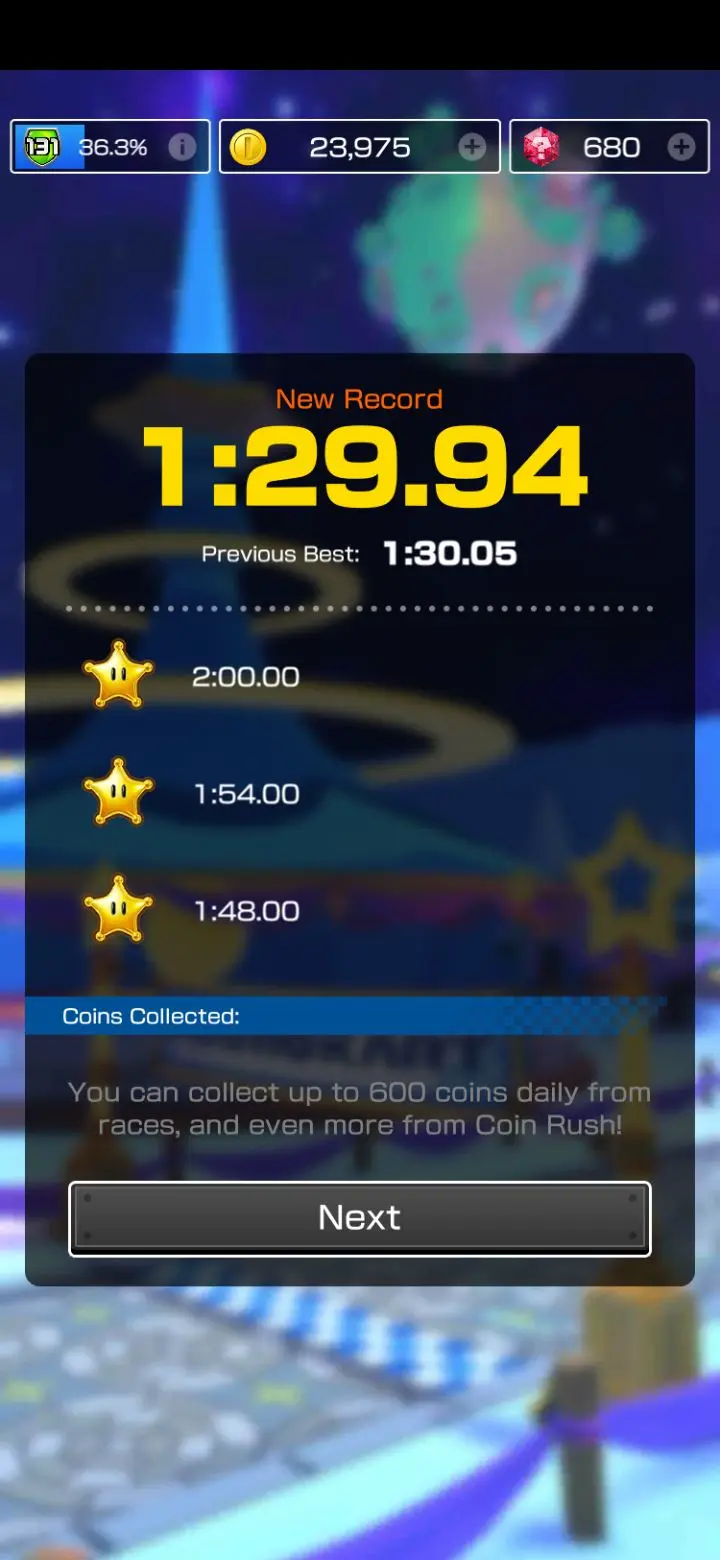 131 36.3% i 23,975 + ? 680 +
New Record
1:29.94
Previous Best: 1:30.05
2:00.00
1:54.00
1:48.00
Coins Collected:
You can collect up to 600 coins daily from
races, and even more from Coin Rush!
Next